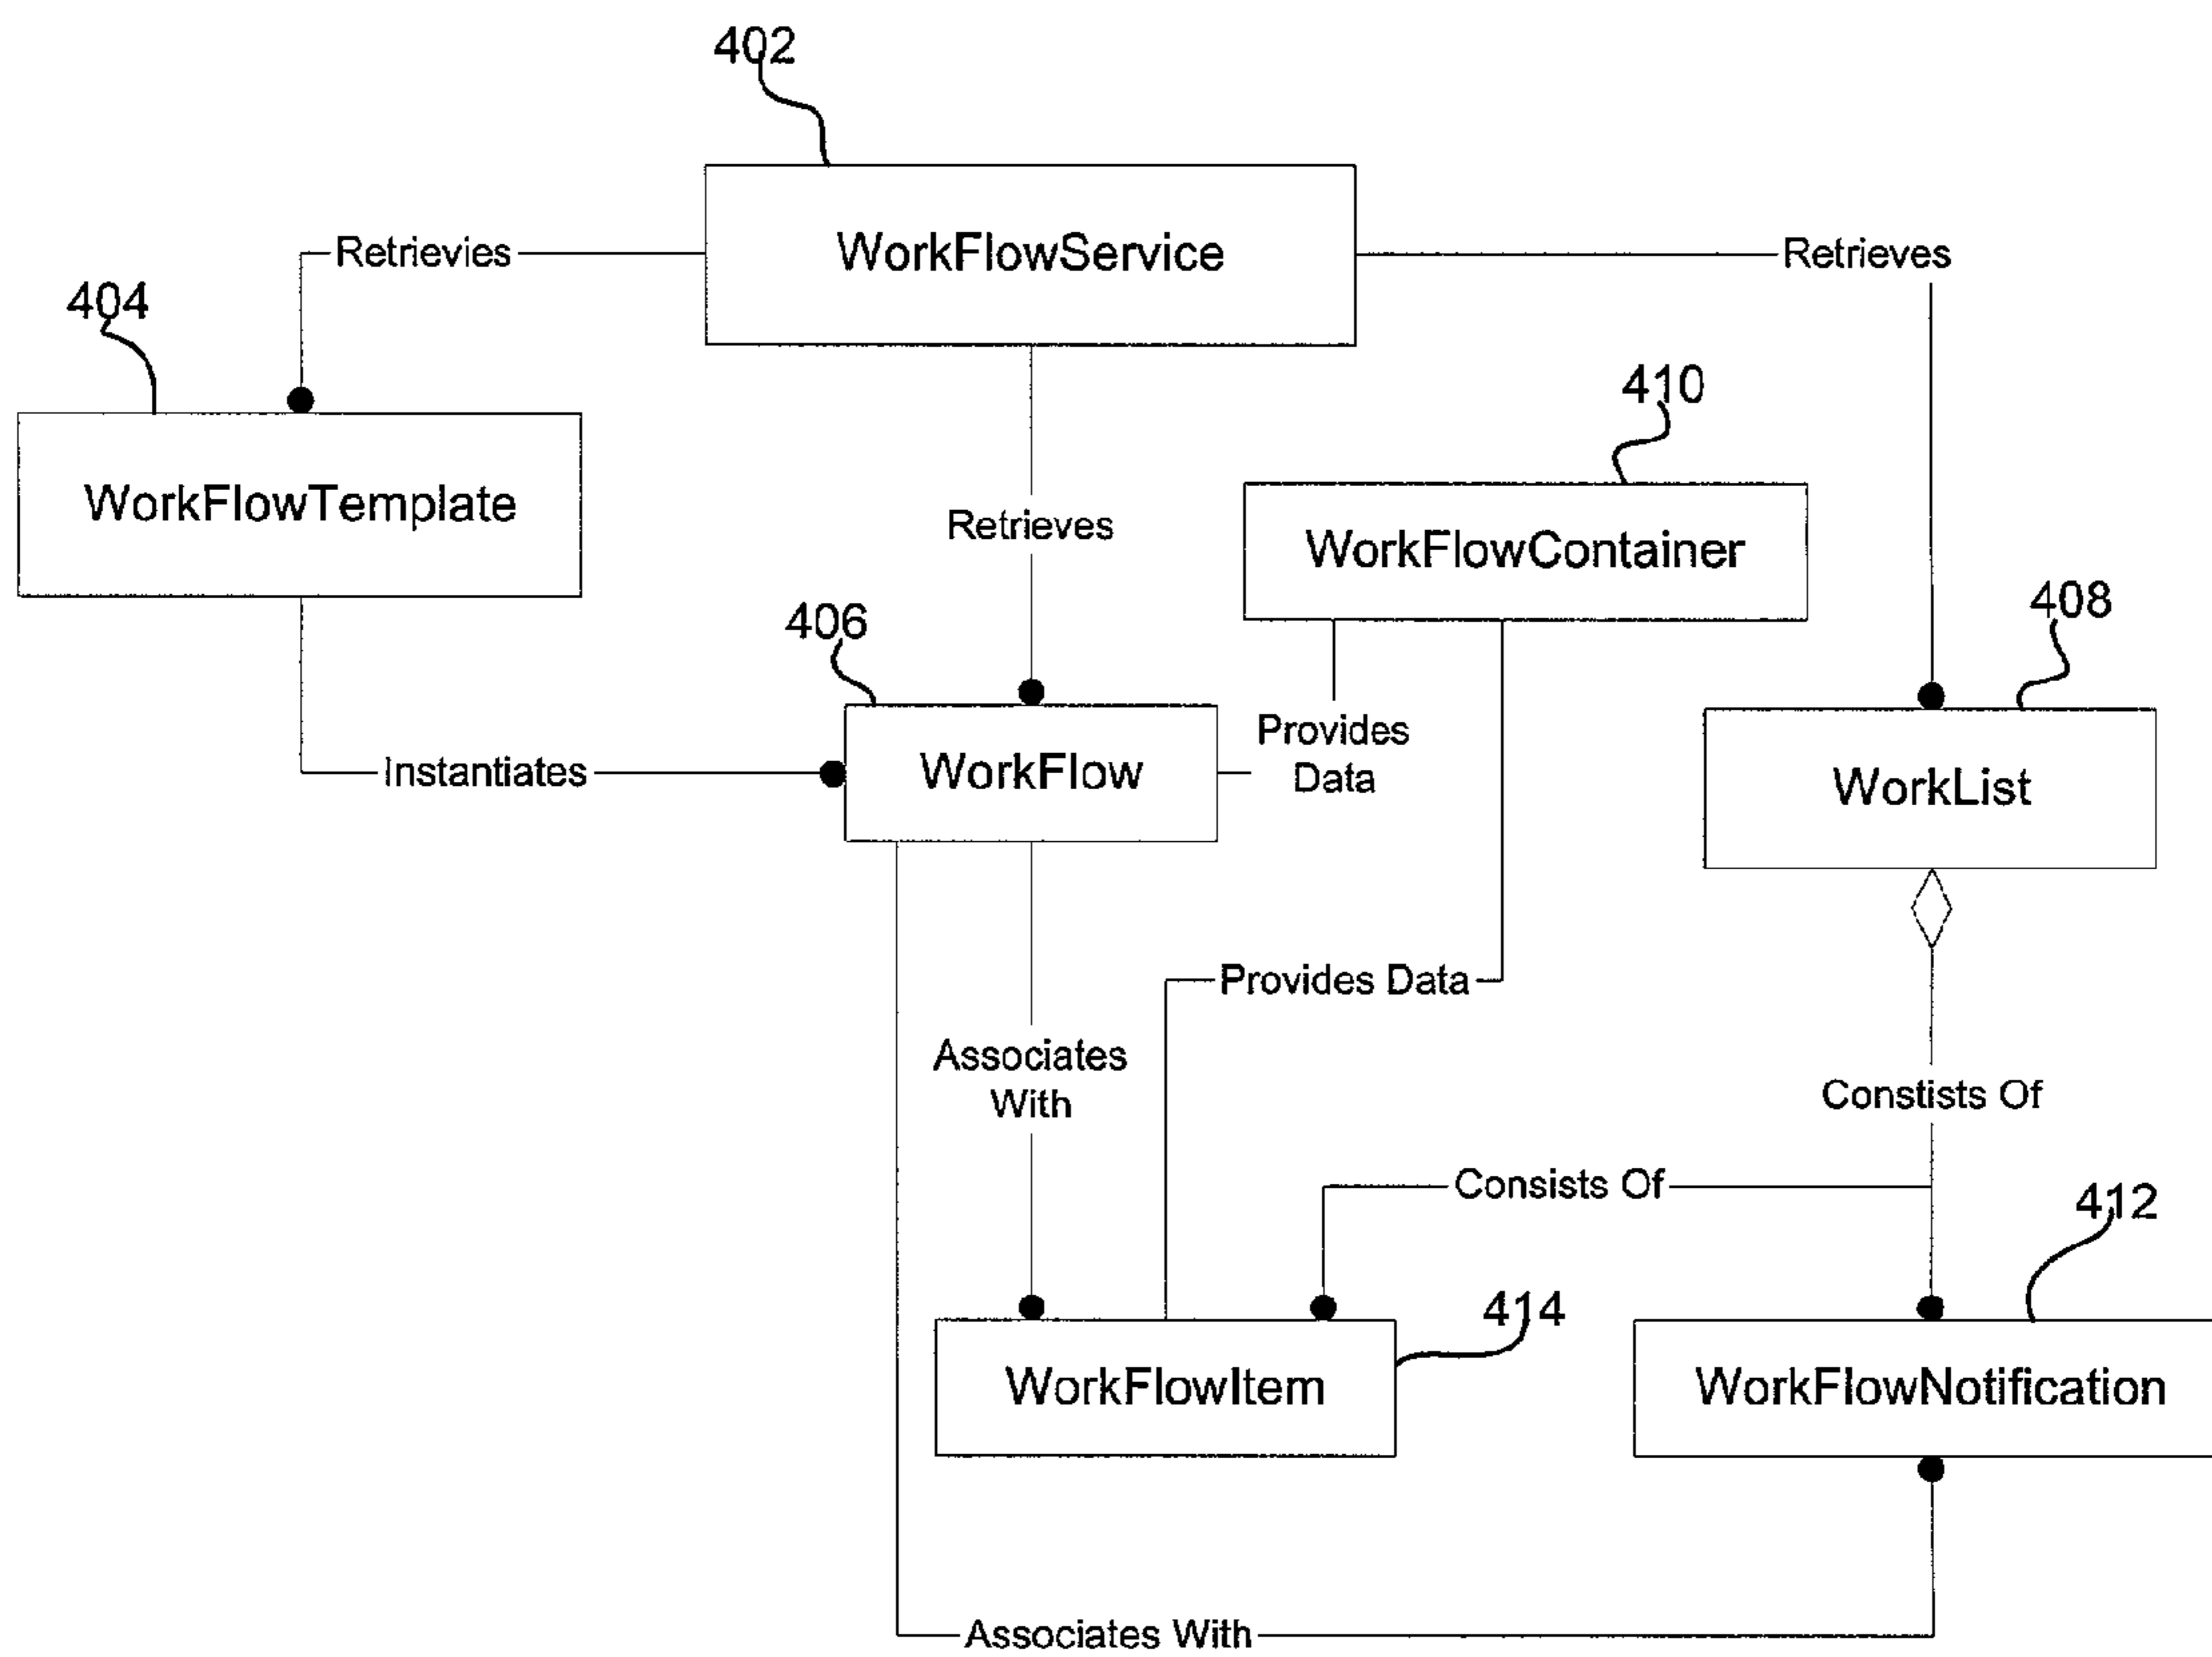 402
Retrievies
WorkFlowService
Retrieves
404
WorkFlowTemplate
410
Retrieves
WorkFlowContainer
408
406
Provides
Data
Instantiates
WorkFlow
WorkList
Provides Data
Associates
With
Constists Of
Consists Of
412
414
WorkFlowItem
WorkFlowNotification
Associates With